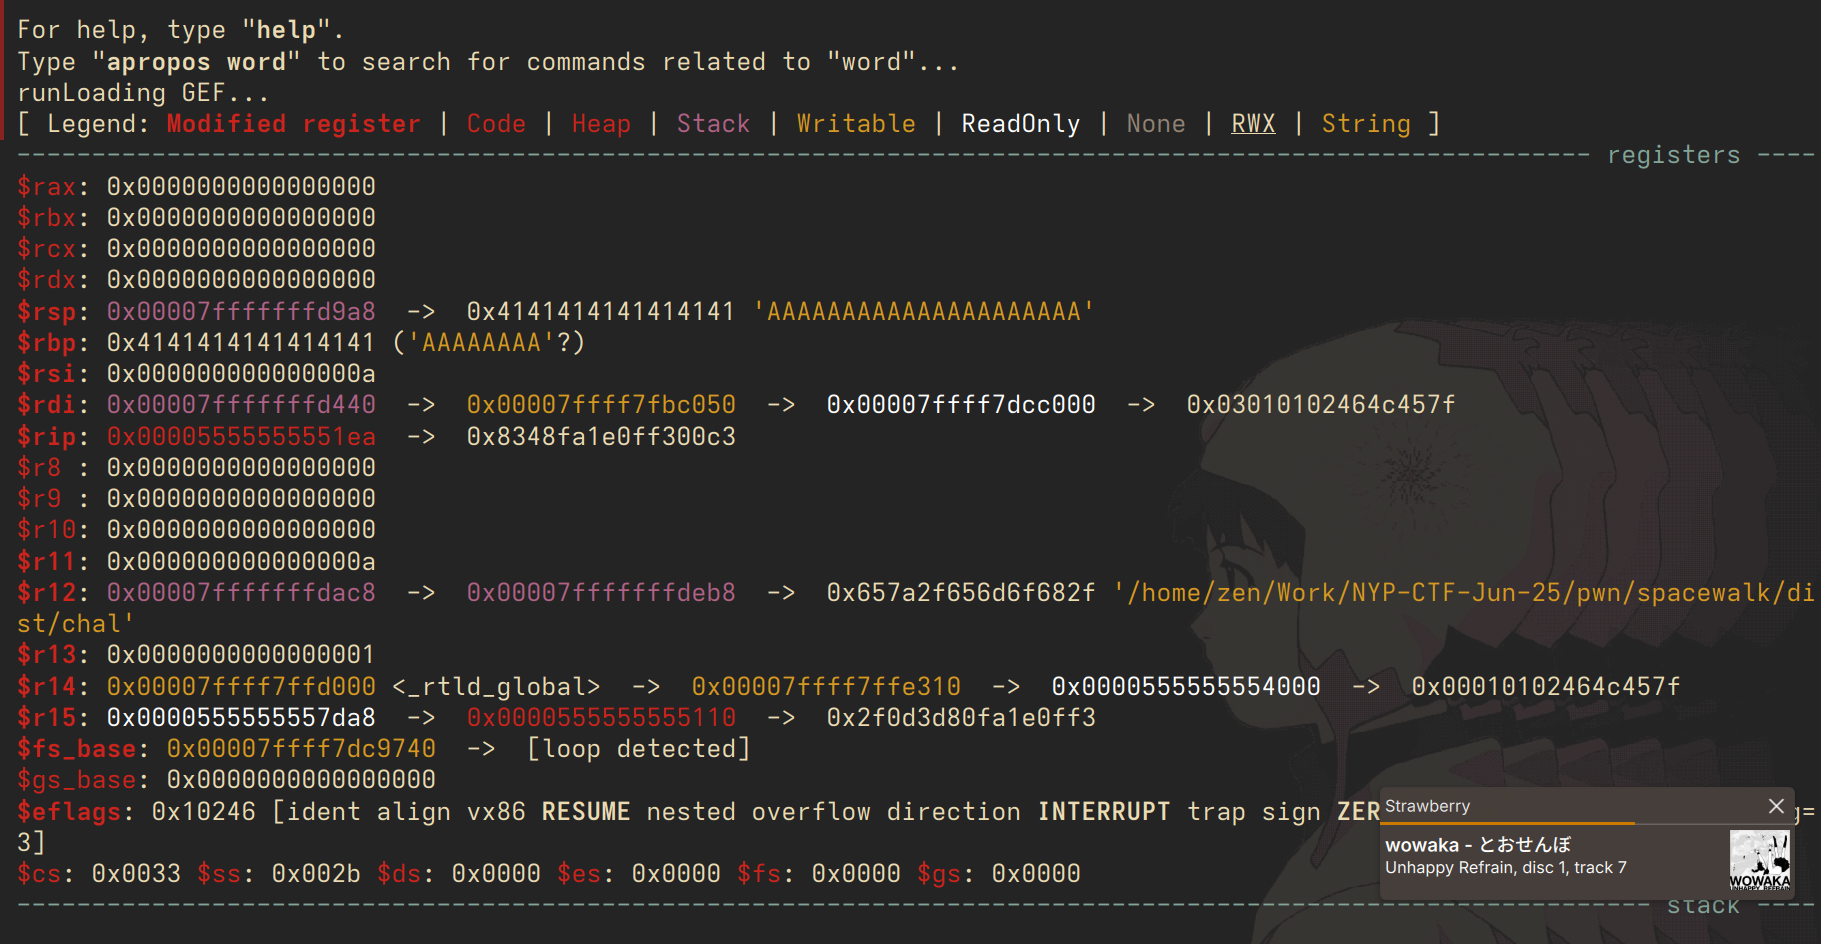 For help, type "help".
Type "apropos word" to search for commands related to "word"...
runLoading GEF...
[ Legend: Modified register | Code | Heap | Stack | Writable | ReadOnly | None | RWX | String ]
---------------------------------------------------------------------------------------------------------- registers ----
$rax: 0x0000000000000000
$rbx: 0x0000000000000000
$rcx: 0x0000000000000000
$rdx: 0x0000000000000000
$rsp: 0x00007fffffffd9a8  ->  0x4141414141414141 'AAAAAAAAAAAAAAAAAAAAA'
$rbp: 0x4141414141414141 ('AAAAAAAA'?)
$rsi: 0x000000000000000a
$rdi: 0x00007fffffffd440  ->  0x00007ffff7fbc050  ->  0x00007ffff7dcc000  ->  0x03010102464c457f
$rip: 0x00005555555551ea  ->  0x8348fa1e0ff300c3
$r8 : 0x0000000000000000
$r9 : 0x0000000000000000
$r10: 0x0000000000000000
$r11: 0x000000000000000a
$r12: 0x00007fffffffdac8  ->  0x00007fffffffdeb8  ->  0x657a2f656d6f682f '/home/zen/Work/NYP-CTF-Jun-25/pwn/spacewalk/di
st/chal'
$r13: 0x0000000000000001
$r14: 0x00007ffff7ffd000 <_rtld_global>  ->  0x00007ffff7ffe310  ->  0x0000555555554000  ->  0x00010102464c457f
$r15: 0x0000555555557da8  ->  0x0000555555555110  ->  0x2f0d3d80fa1e0ff3
$fs_base: 0x00007ffff7dc9740  ->  [loop detected]
$gs_base: 0x0000000000000000
$eflags: 0x10246 [ident align vx86 RESUME nested overflow direction INTERRUPT trap sign ZER g=
3]
$cs: 0x0033 $ss: 0x002b $ds: 0x0000 $es: 0x0000 $fs: 0x0000 $gs: 0x0000
-------------------------------------------------------------------------------------------------------------- stack ----
Strawberry
wowaka - とおせんぼ
Unhappy Refrain, disc 1, track 7
WOWAKA